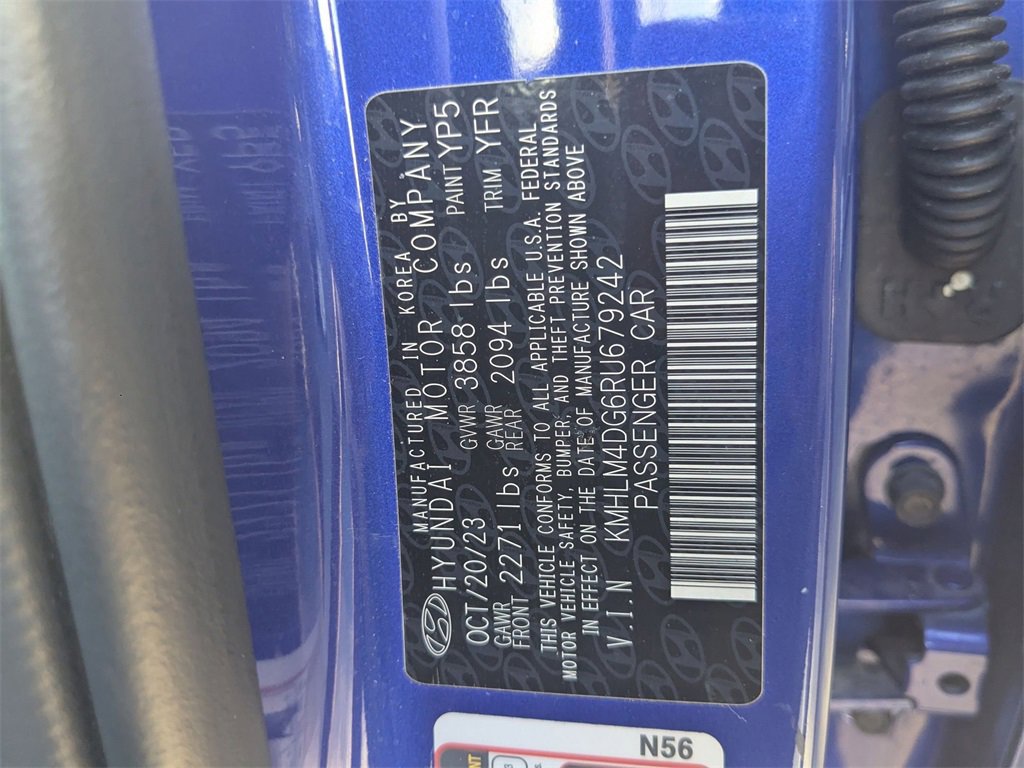 MANUFACTURED IN KOREA BY
HYUNDAI MOTOR COMPANY
OCT/20/23 GVWR 3858 lbs PAINT YP5
GAWR FRONT 2271 lbs GAWR REAR 2094 lbs TRIM YFR
THIS VEHICLE CONFORMS TO ALL APPLICABLE U.S.A. FEDERAL
MOTOR VEHICLE SAFETY, BUMPER, AND THEFT PREVENTION STANDARDS
IN EFFECT ON THE DATE OF MANUFACTURE SHOWN ABOVE
V.I.N KMHLM4DG6RU679242
PASSENGER CAR
N56